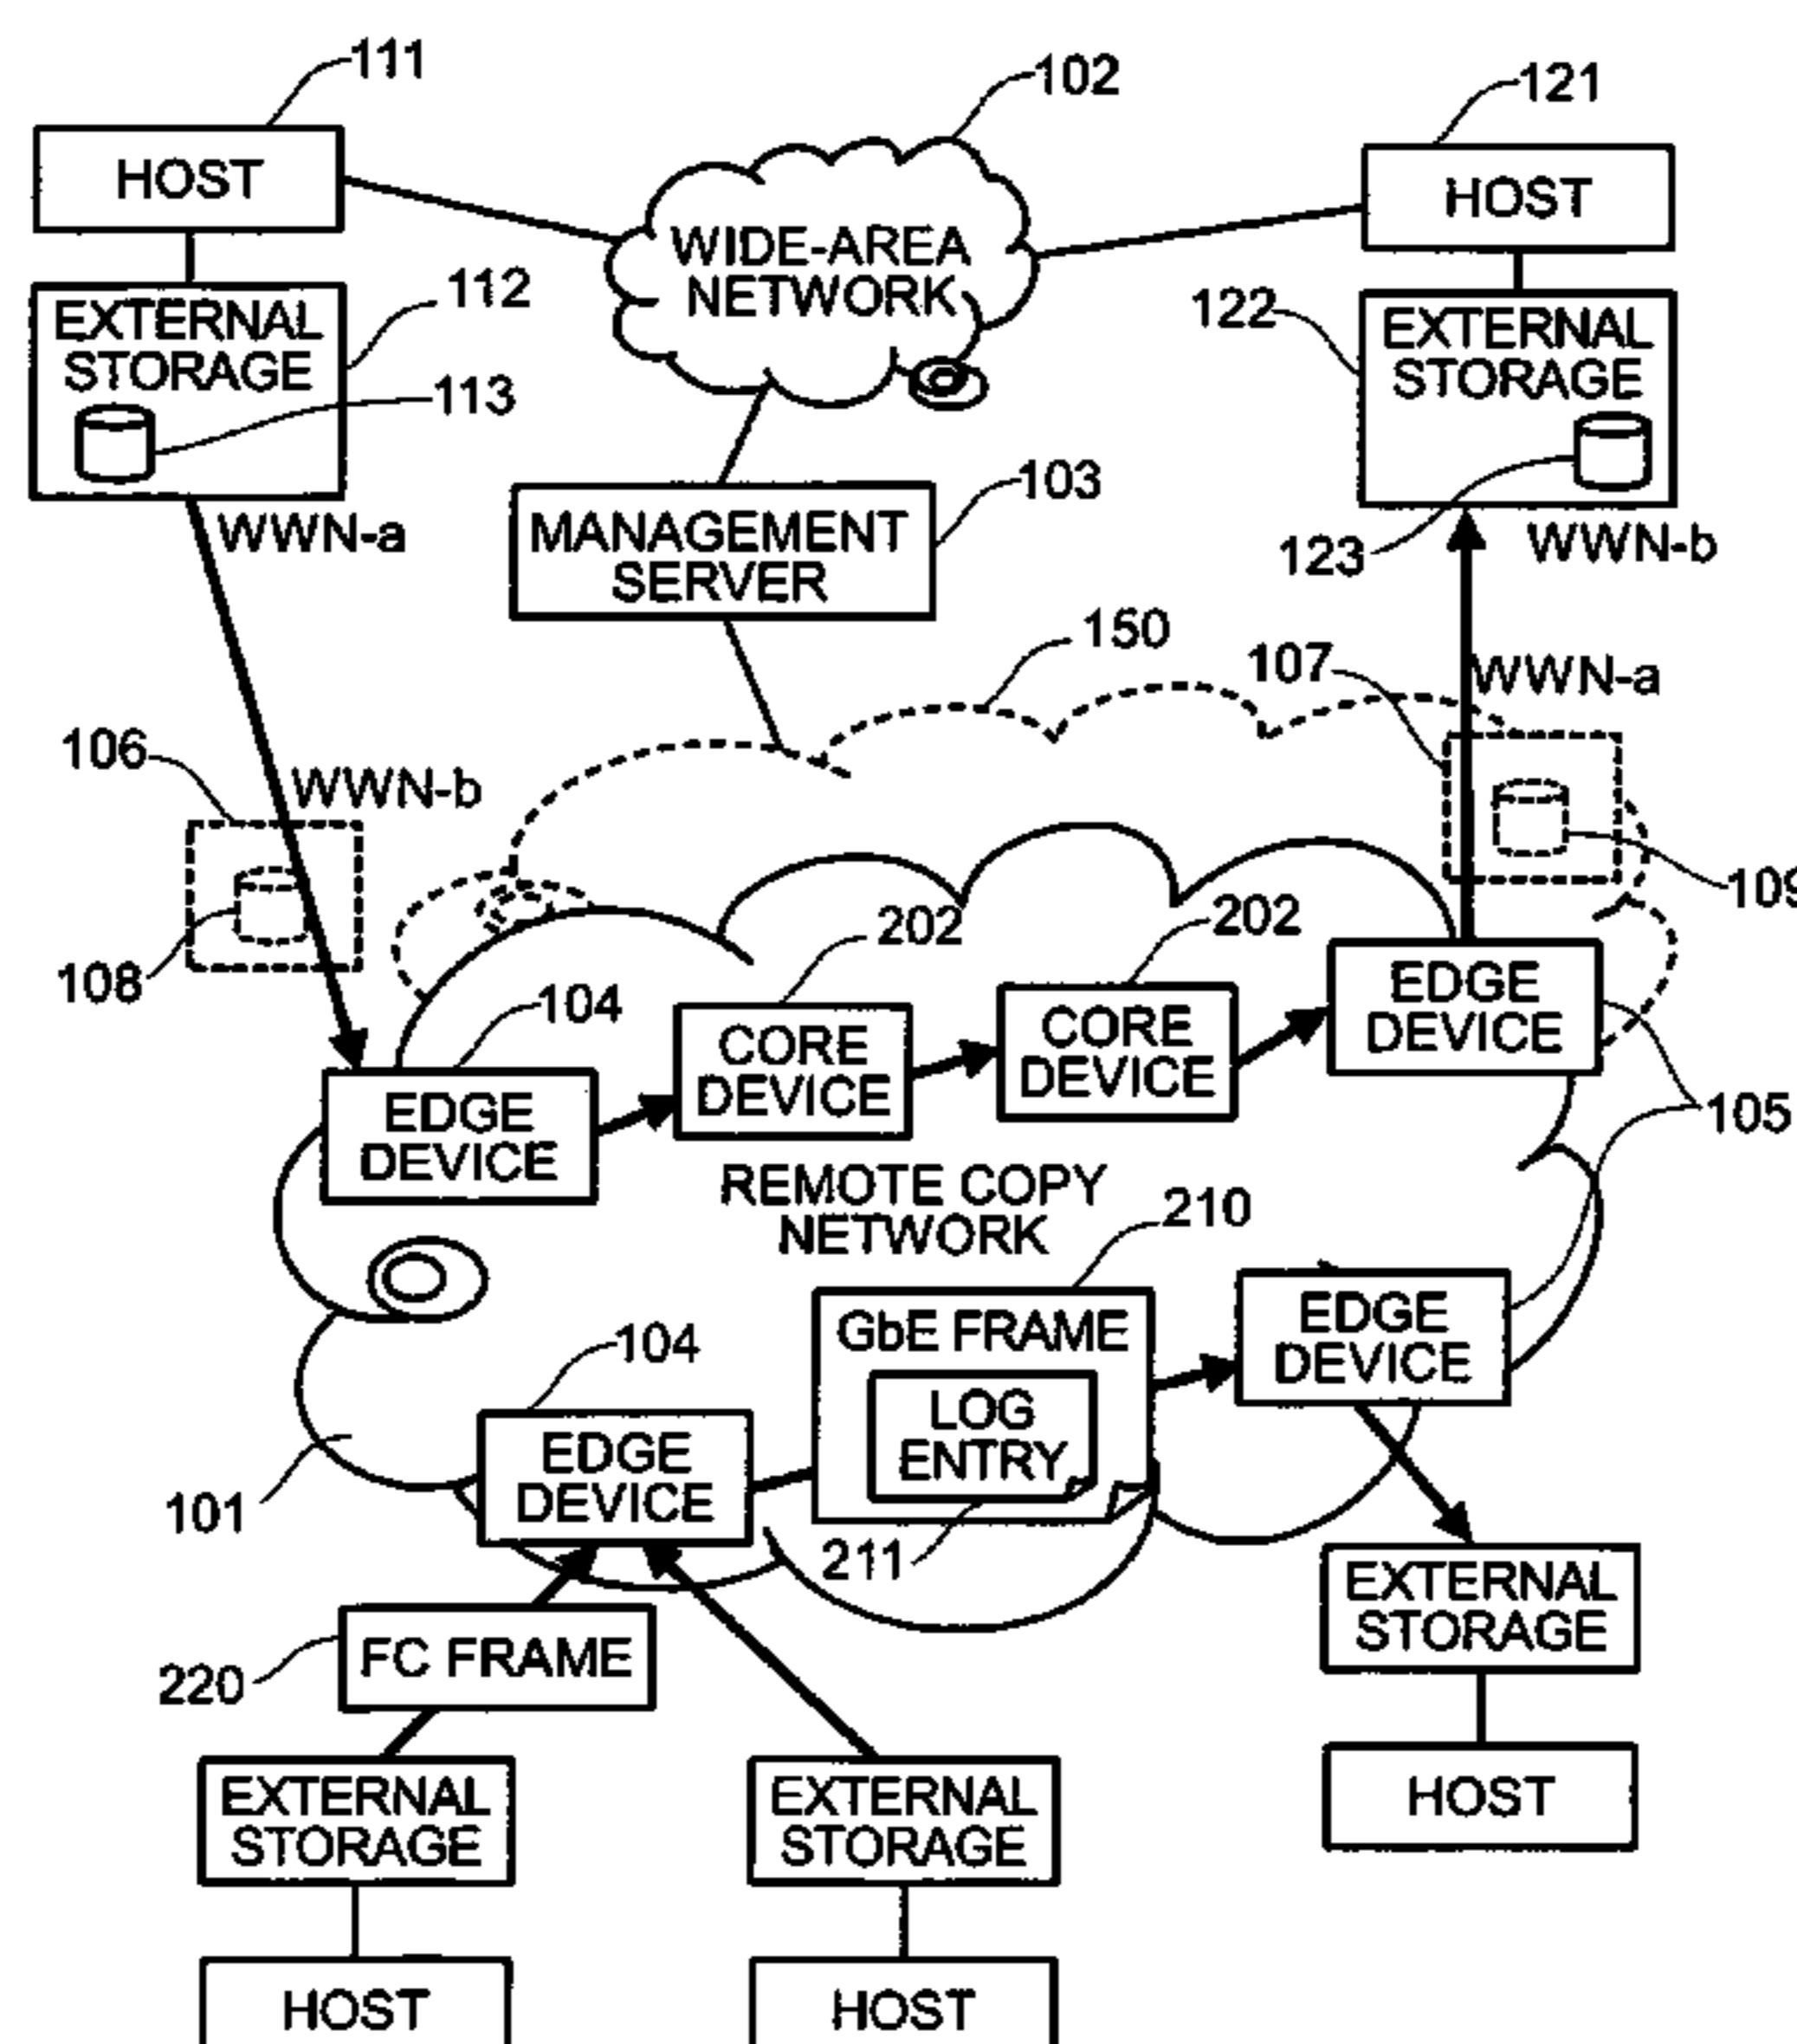 111
102
121
HOST
HOST
WIDE-AREA
NETWORK
EXTERNAL
STORAGE
112
113
122
EXTERNAL
STORAGE
103
MANAGEMENT
SERVER
WWN-a
123
WWN-b
150
107
WWN-a
106
WWN-b
109
108
202
202
104
EDGE
DEVICE
CORE
DEVICE
CORE
DEVICE
EDGE
DEVICE
105
REMOTE COPY
NETWORK
210
104
GbE FRAME
LOG
ENTRY
EDGE
DEVICE
EDGE
DEVICE
101
211
EXTERNAL
STORAGE
220
FC FRAME
EXTERNAL
STORAGE
EXTERNAL
STORAGE
HOST
HOST
HOST